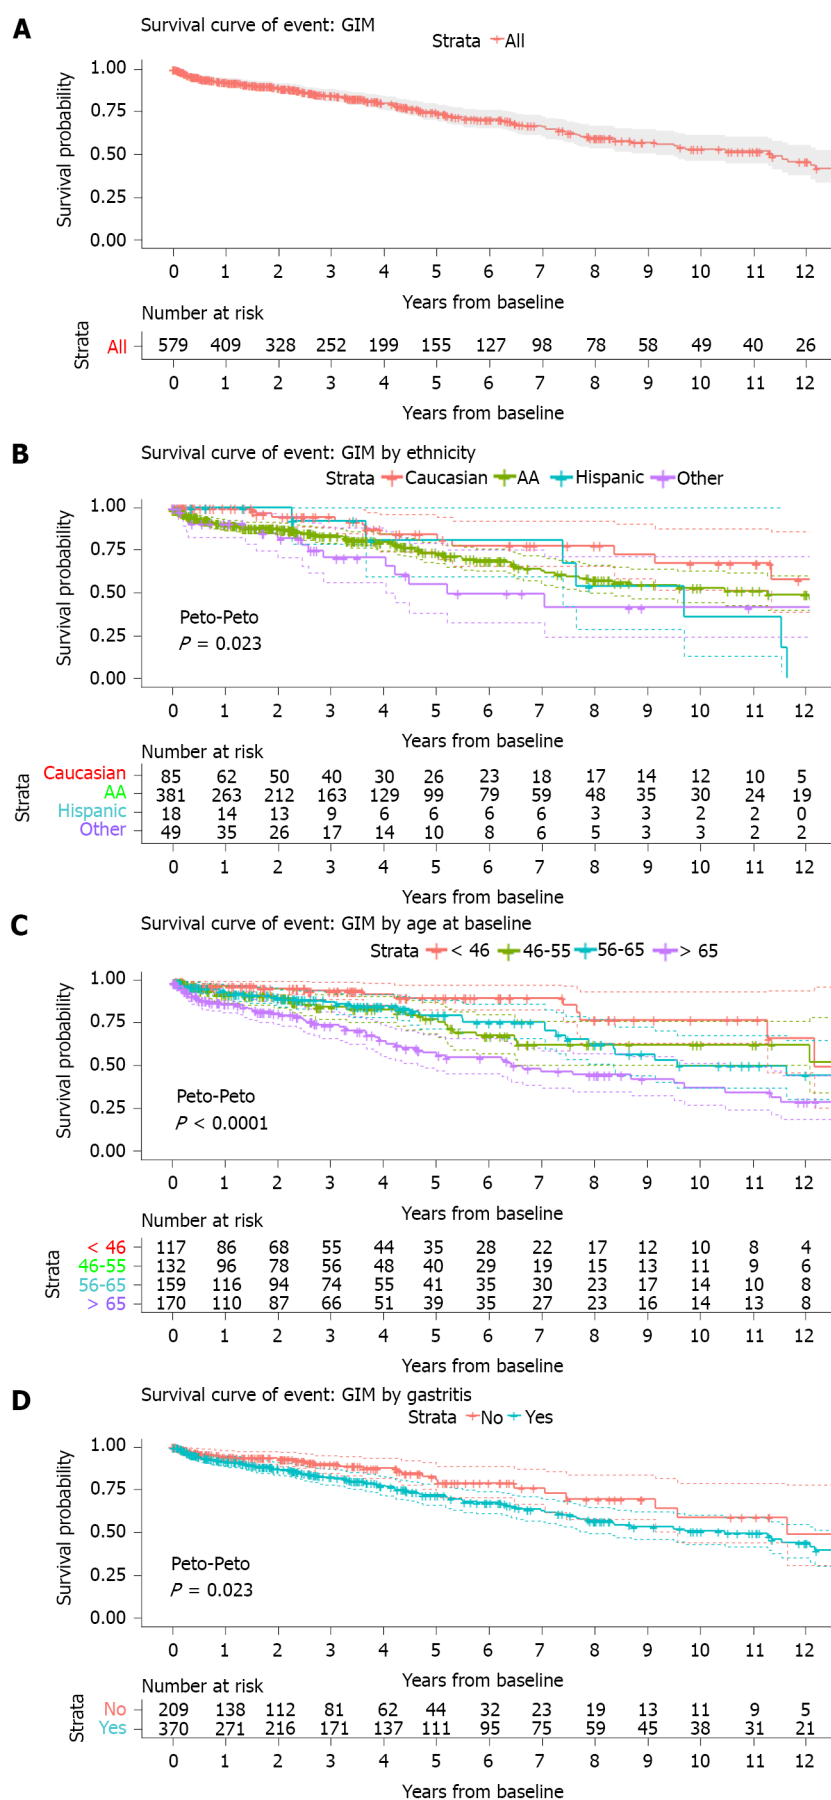 A
Survival curve of event: GIM
Strata All
Survival probability
1.00
0.75
0.50
0.25
0.00
0 1 2 3 4 5 6 7 8 9 10 11 12
Years from baseline
Number at risk
Strata
All 579 409 328 252 199 155 127 98 78 58 49 40 26
0 1 2 3 4 5 6 7 8 9 10 11 12
Years from baseline
B
Survival curve of event: GIM by ethnicity
Strata Caucasian AA Hispanic Other
Survival probability
1.00
0.75
0.50
0.25
0.00
Peto-Peto
P = 0.023
0 1 2 3 4 5 6 7 8 9 10 11 12
Years from baseline
Number at risk
Strata
Caucasian 85 62 50 40 30 26 23 18 17 14 12 10 5
AA 381 263 212 163 129 99 79 59 48 35 30 24 19
Hispanic 18 14 13 9 6 6 6 6 3 3 2 2 0
Other 49 35 26 17 14 10 8 6 5 3 3 2 2
0 1 2 3 4 5 6 7 8 9 10 11 12
Years from baseline
C
Survival curve of event: GIM by age at baseline
Strata < 46 46-55 56-65 > 65
Survival probability
1.00
0.75
0.50
0.25
0.00
Peto-Peto
P < 0.0001
0 1 2 3 4 5 6 7 8 9 10 11 12
Years from baseline
Number at risk
Strata
< 46 117 86 68 55 44 35 28 22 17 12 10 8 4
46-55 132 96 78 56 48 40 29 19 15 13 11 9 6
56-65 159 116 94 74 55 41 35 30 23 17 14 10 8
> 65 170 110 87 66 51 39 35 27 23 16 14 13 8
0 1 2 3 4 5 6 7 8 9 10 11 12
Years from baseline
D
Survival curve of event: GIM by gastritis
Strata No Yes
Survival probability
1.00
0.75
0.50
0.25
0.00
Peto-Peto
P = 0.023
0 1 2 3 4 5 6 7 8 9 10 11 12
Years from baseline
Number at risk
Strata
No 209 138 112 81 62 44 32 23 19 13 11 9 5
Yes 370 271 216 171 137 111 95 75 59 45 38 31 21
0 1 2 3 4 5 6 7 8 9 10 11 12
Years from baseline